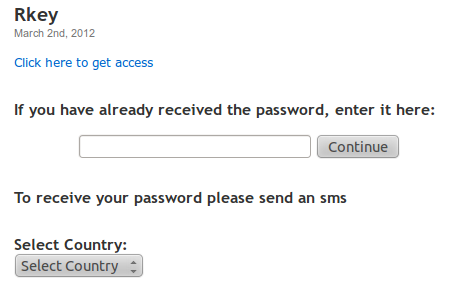 Rkey
March 2nd, 2012
Click here to get access
If you have already received the password, enter it here:
Continue
To receive your password please send an sms
Select Country:
Select Country